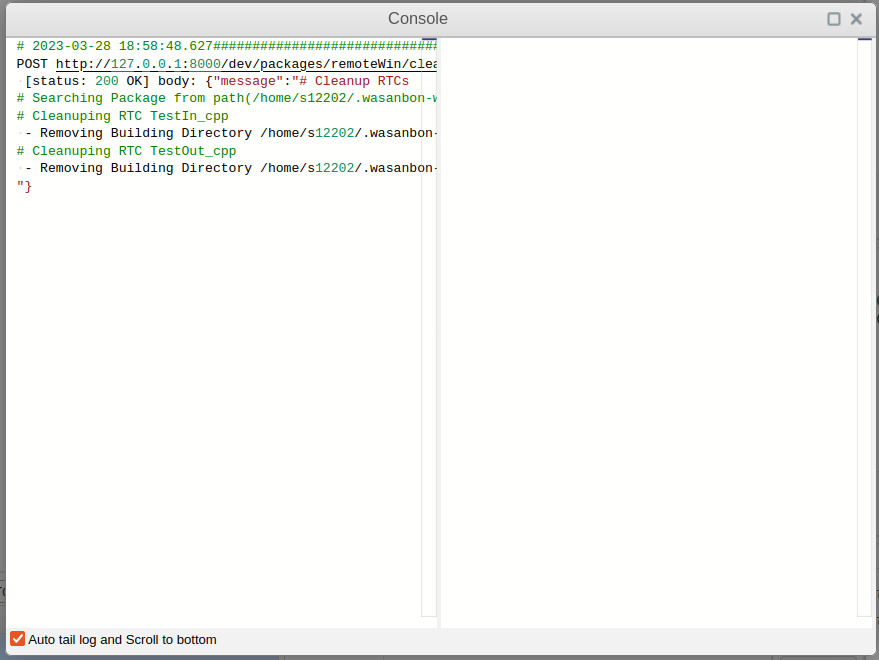 Console
# 2023-03-28 18:58:48.627#############################
POST http://127.0.0.1:8000/dev/packages/remoteWin/clea
[status: 200 OK] body: {"message":"# Cleanup RTCs
# Searching Package from path(/home/s12202/.wasanbon-w
# Cleanuping RTC TestIn_cpp
- Removing Building Directory /home/s12202/.wasanbon-
# Cleanuping RTC TestOut_cpp
- Removing Building Directory /home/s12202/.wasanbon-
"}
Auto tail log and Scroll to bottom